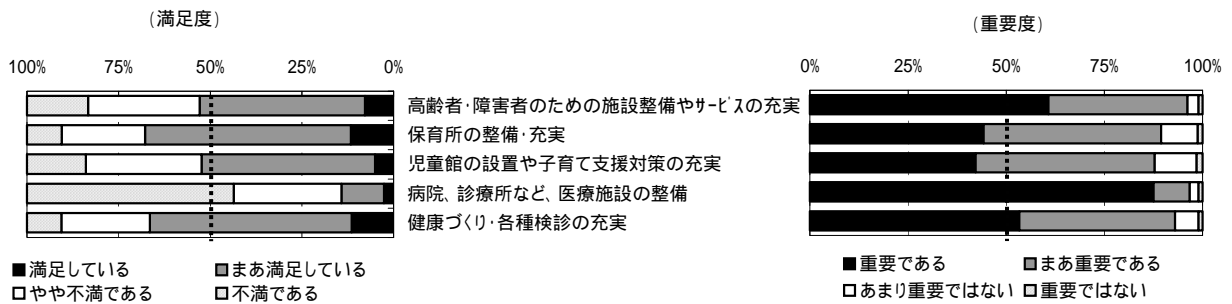 (満足度)
(重要度)
100% 75% 50% 25% 0%
0% 25% 50% 75% 100%
高齢者・障害者のための施設整備やサービスの充実
保育所の整備・充実
児童館の設置や子育て支援対策の充実
病院、診療所など、医療施設の整備
健康づくり・各種検診の充実
満足している まあ満足している
やや不満である 不満である
重要である まあ重要である
あまり重要ではない 重要ではない